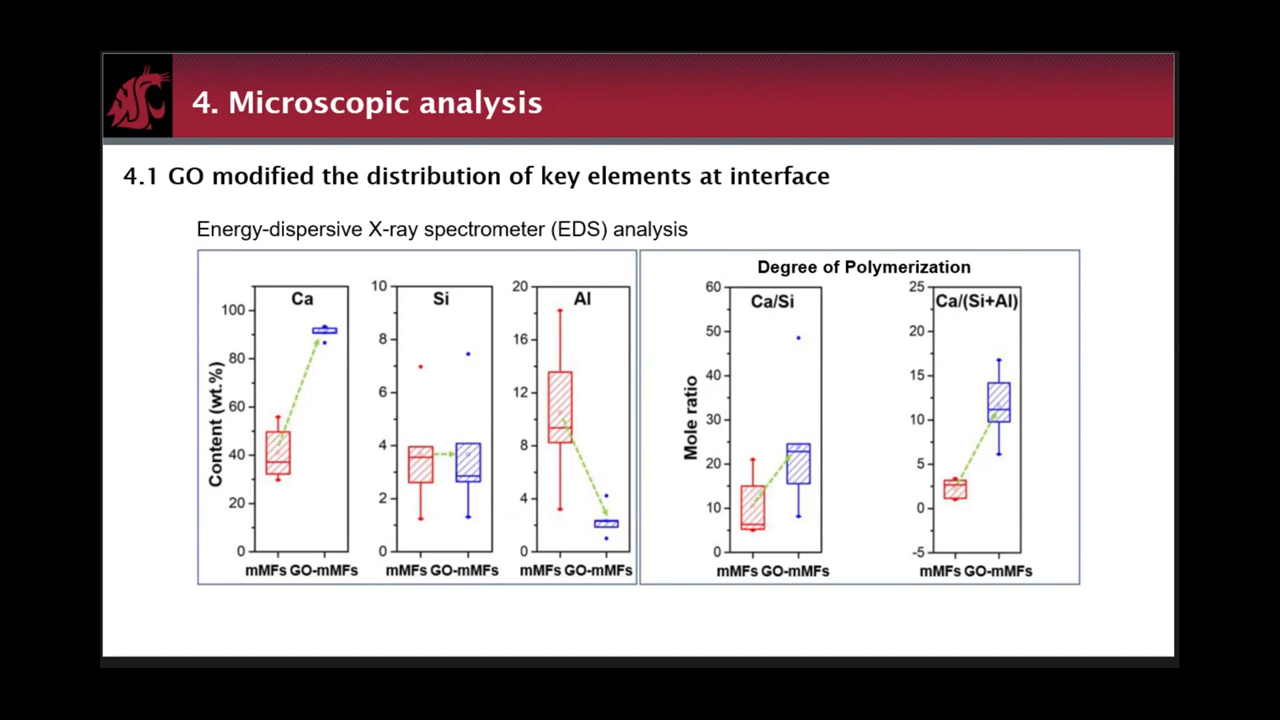 4. Microscopic analysis
4.1 GO modified the distribution of key elements at interface
Energy-dispersive X-ray spectrometer (EDS) analysis
Degree of Polymerization
Content (wt.%)
Ca
100
80
60
40
20
0
mMFs GO-mMFs
Si
10
8
6
4
2
0
mMFs GO-mMFs
Al
20
16
12
8
4
0
mMFs GO-mMFs
Mole ratio
Ca/Si
60
50
40
30
20
10
0
mMFs GO-mMFs
Ca/(Si+Al)
25
20
15
10
5
0
-5
mMFs GO-mMFs